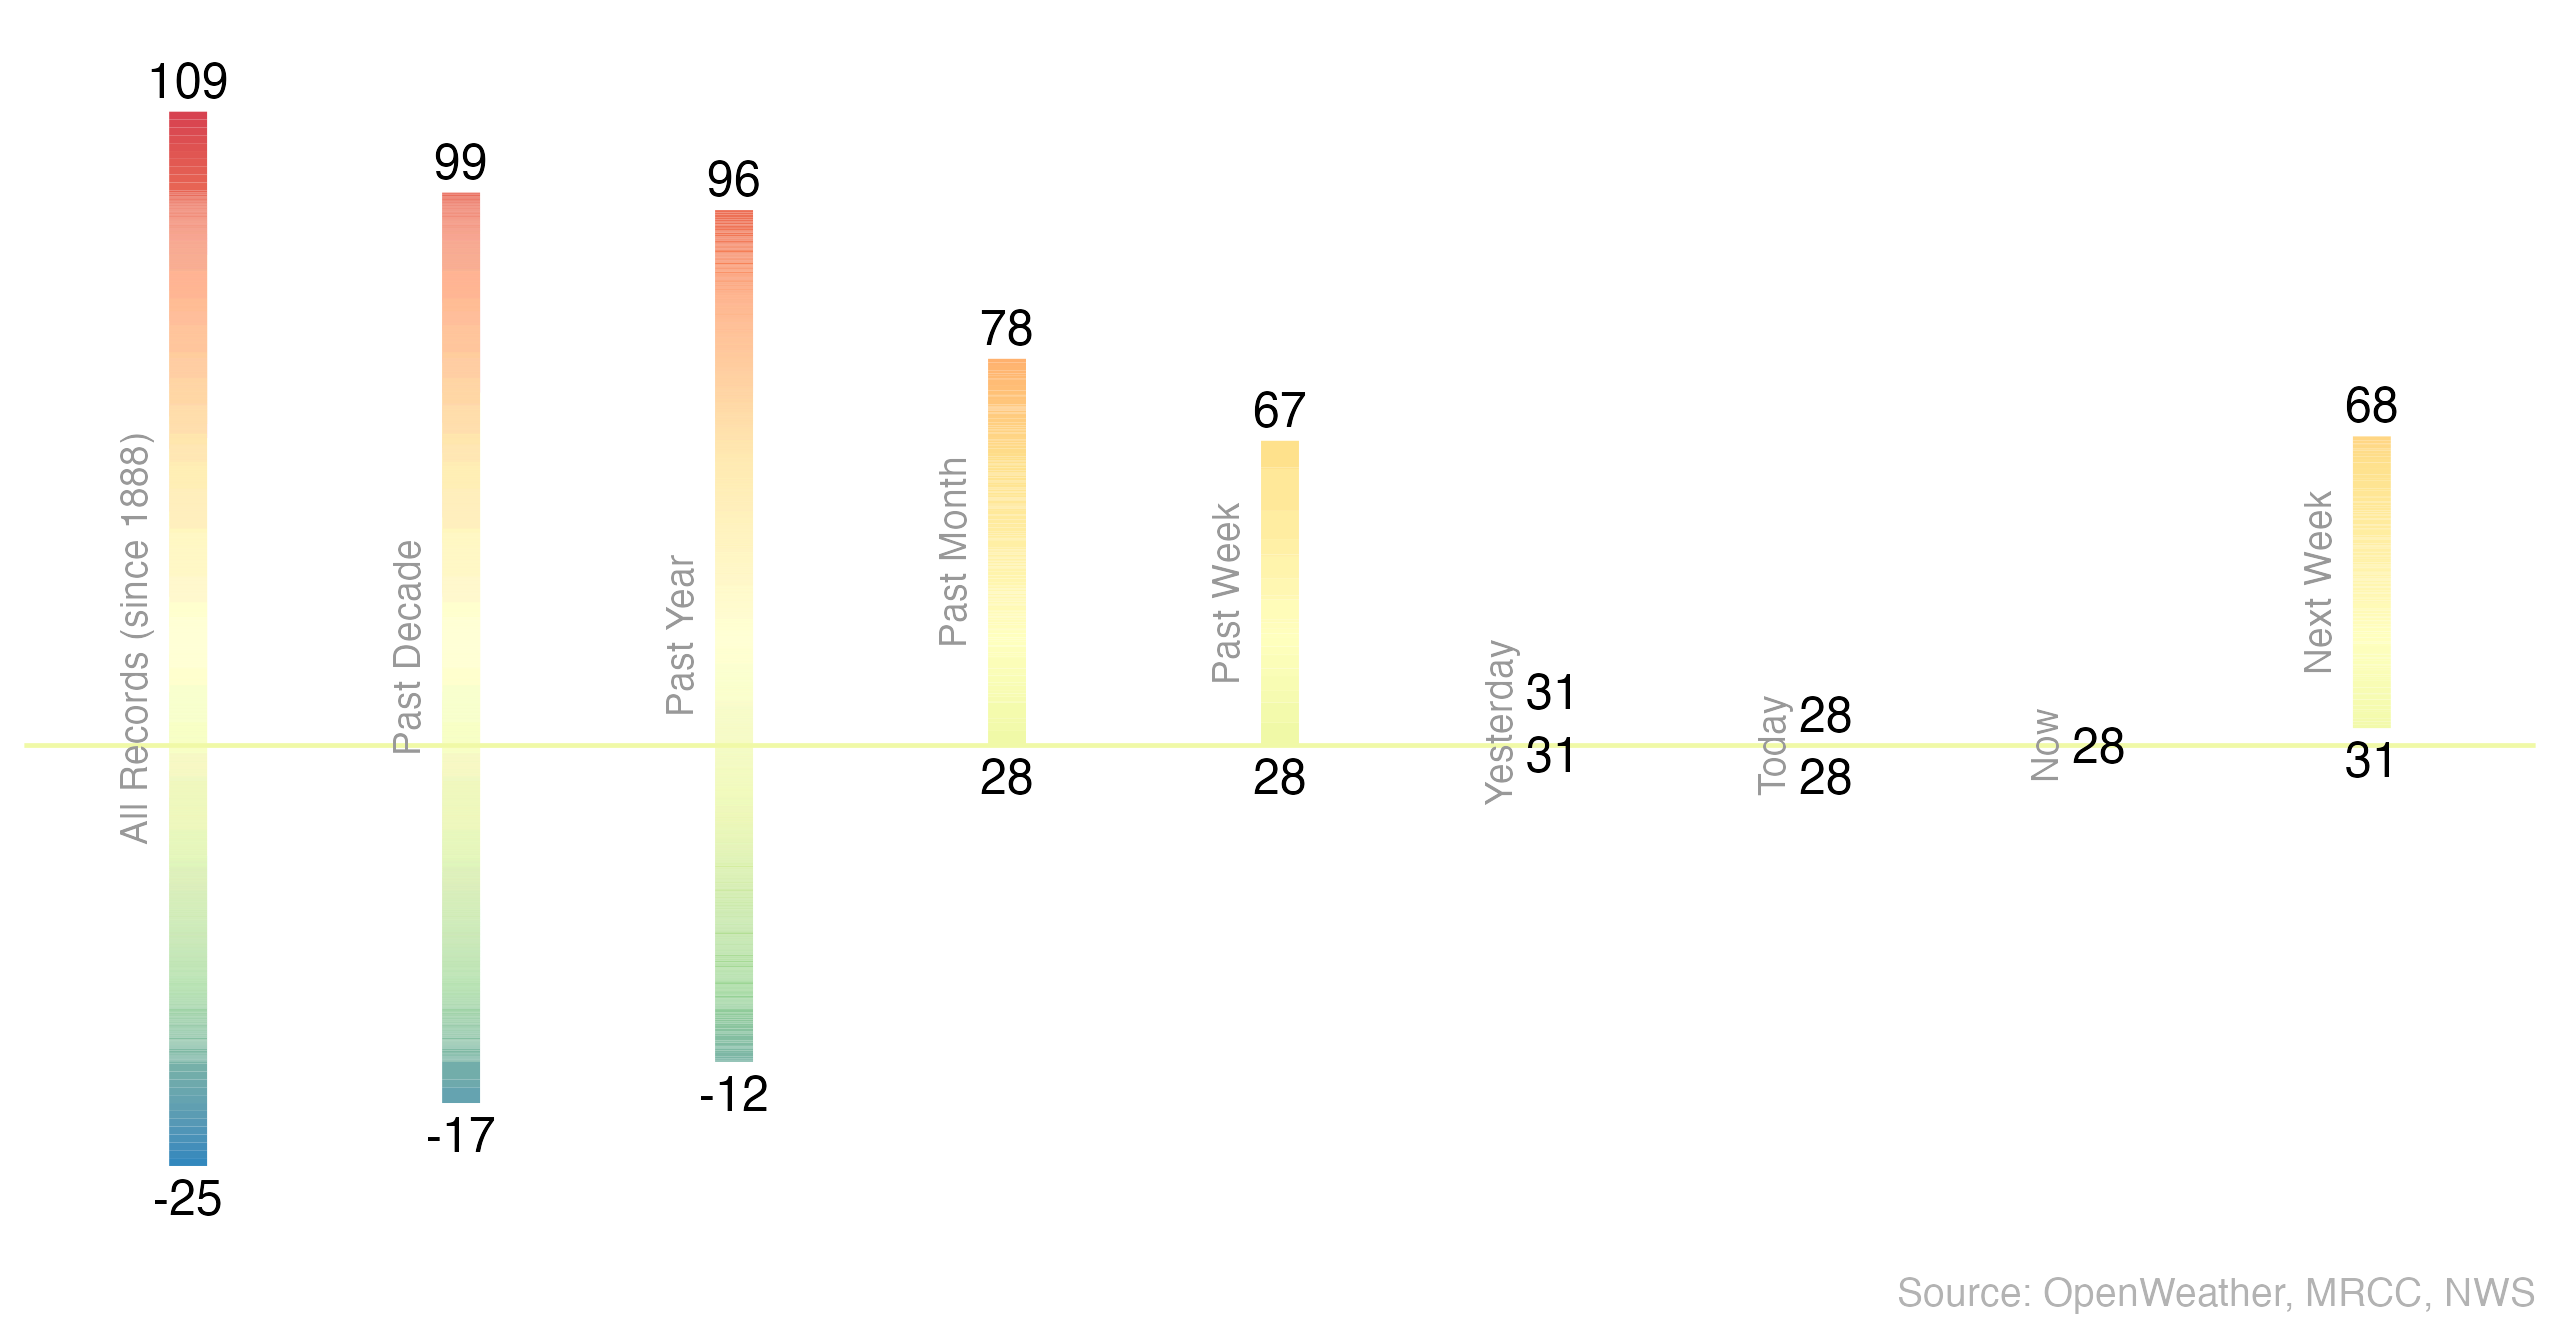 109
All Records (since 1888)
-25
99
Past Decade
-17
96
Past Year
-12
78
Past Month
28
67
Past Week
28
Yesterday
31
31
Today
28
28
Now
28
68
Next Week
31
Source: OpenWeather, MRCC, NWS